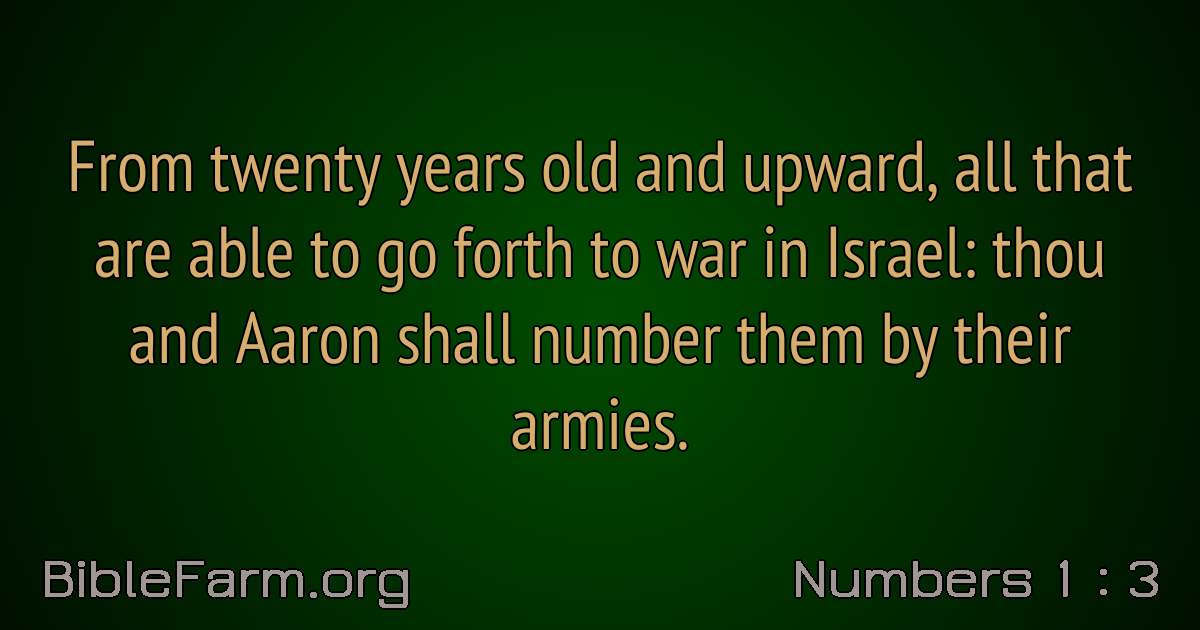 From twenty years old and upward, all that
are able to go forth to war in Israel: thou
and Aaron shall number them by their
armies.
BibleFarm.org
Numbers 1 : 3